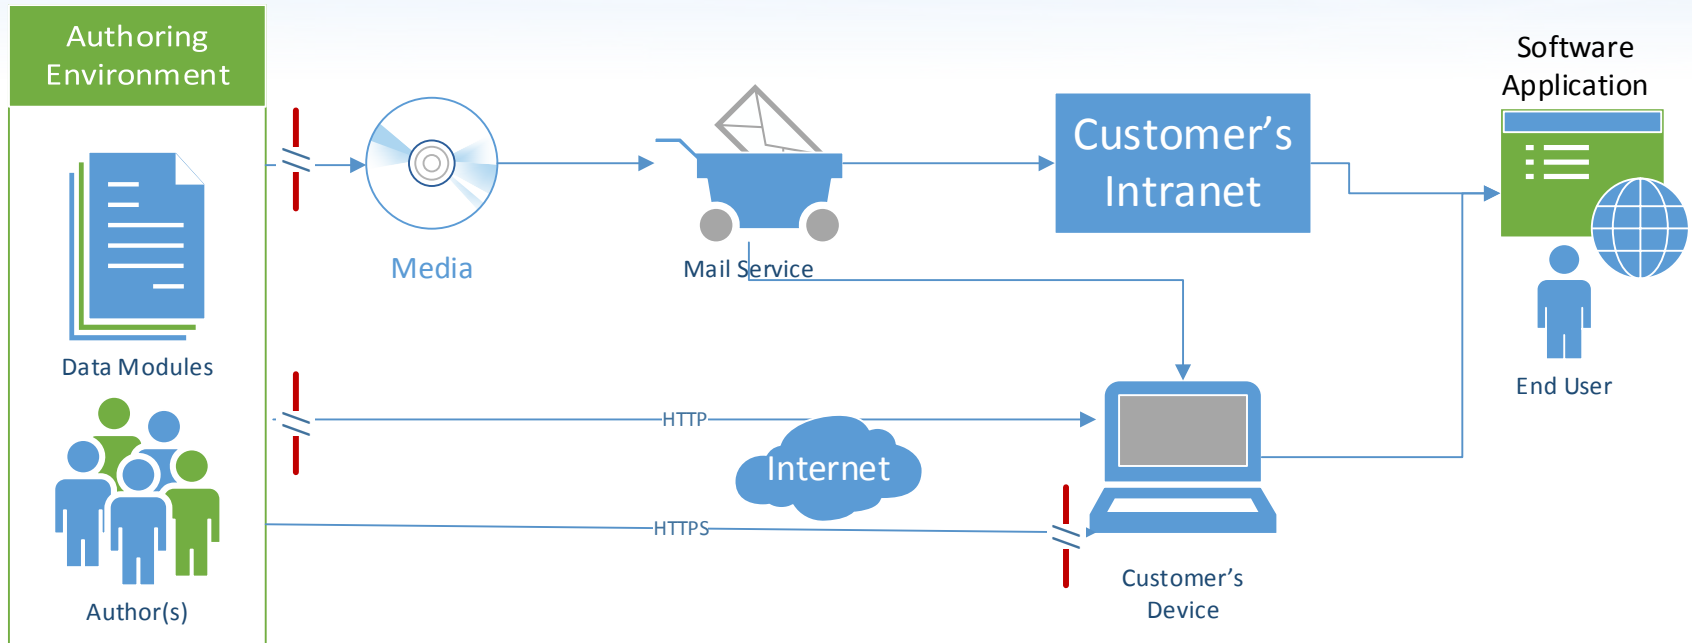 Authoring
Environment
Software
Application
Customer's
Intranet
Media
Mail Service
Data Modules
End User
HTTP
Internet
HTTPS
Customer's
Device
Author(s)